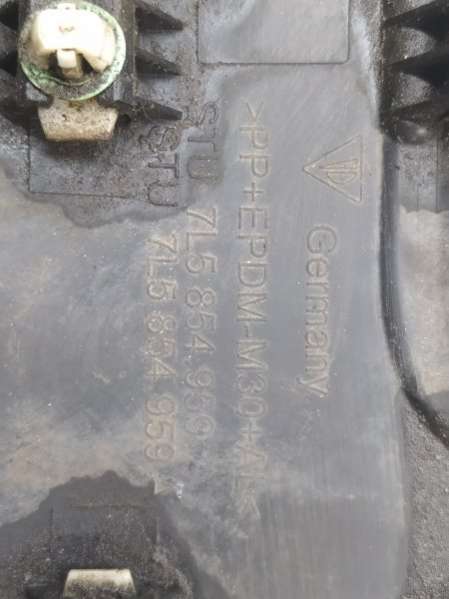 Germany
>PP+EPDM-M30+AL<
STU 7L5 854 959
STU 7L5 854 959